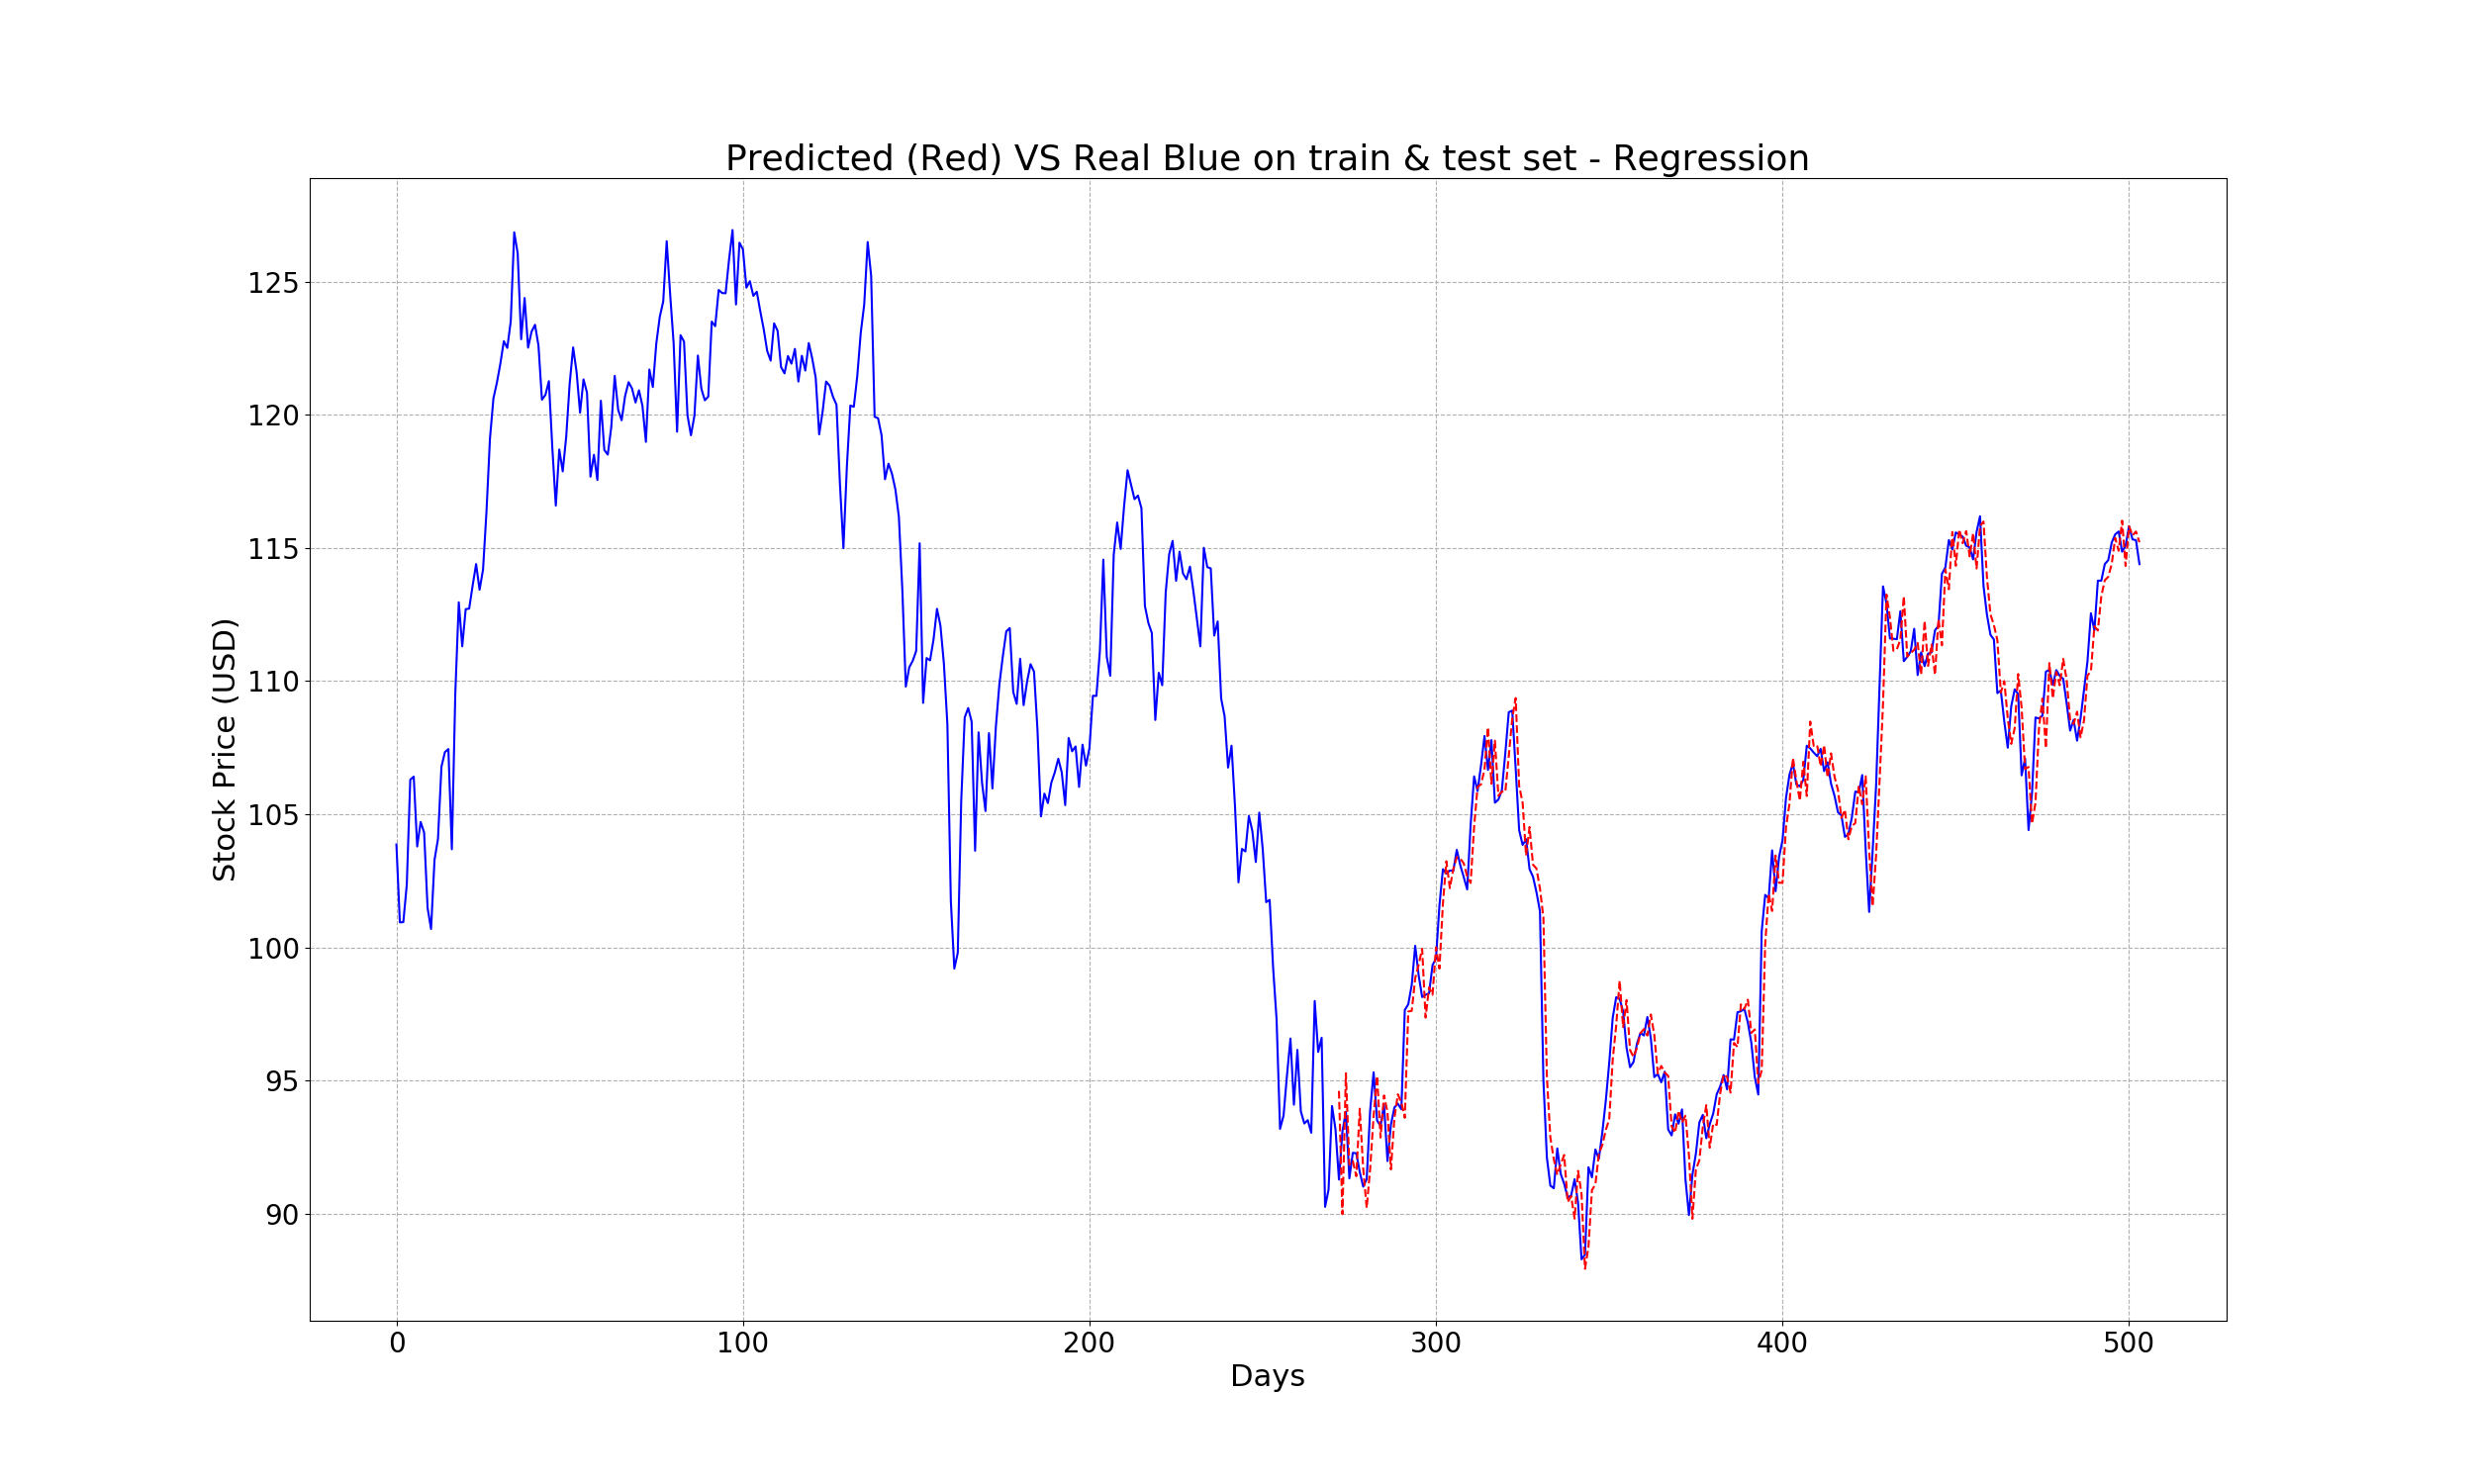 Predicted (Red) VS Real Blue on train & test set - Regression
Stock Price (USD)
125
120
115
110
105
100
95
90
0 100 200 300 400 500
Days